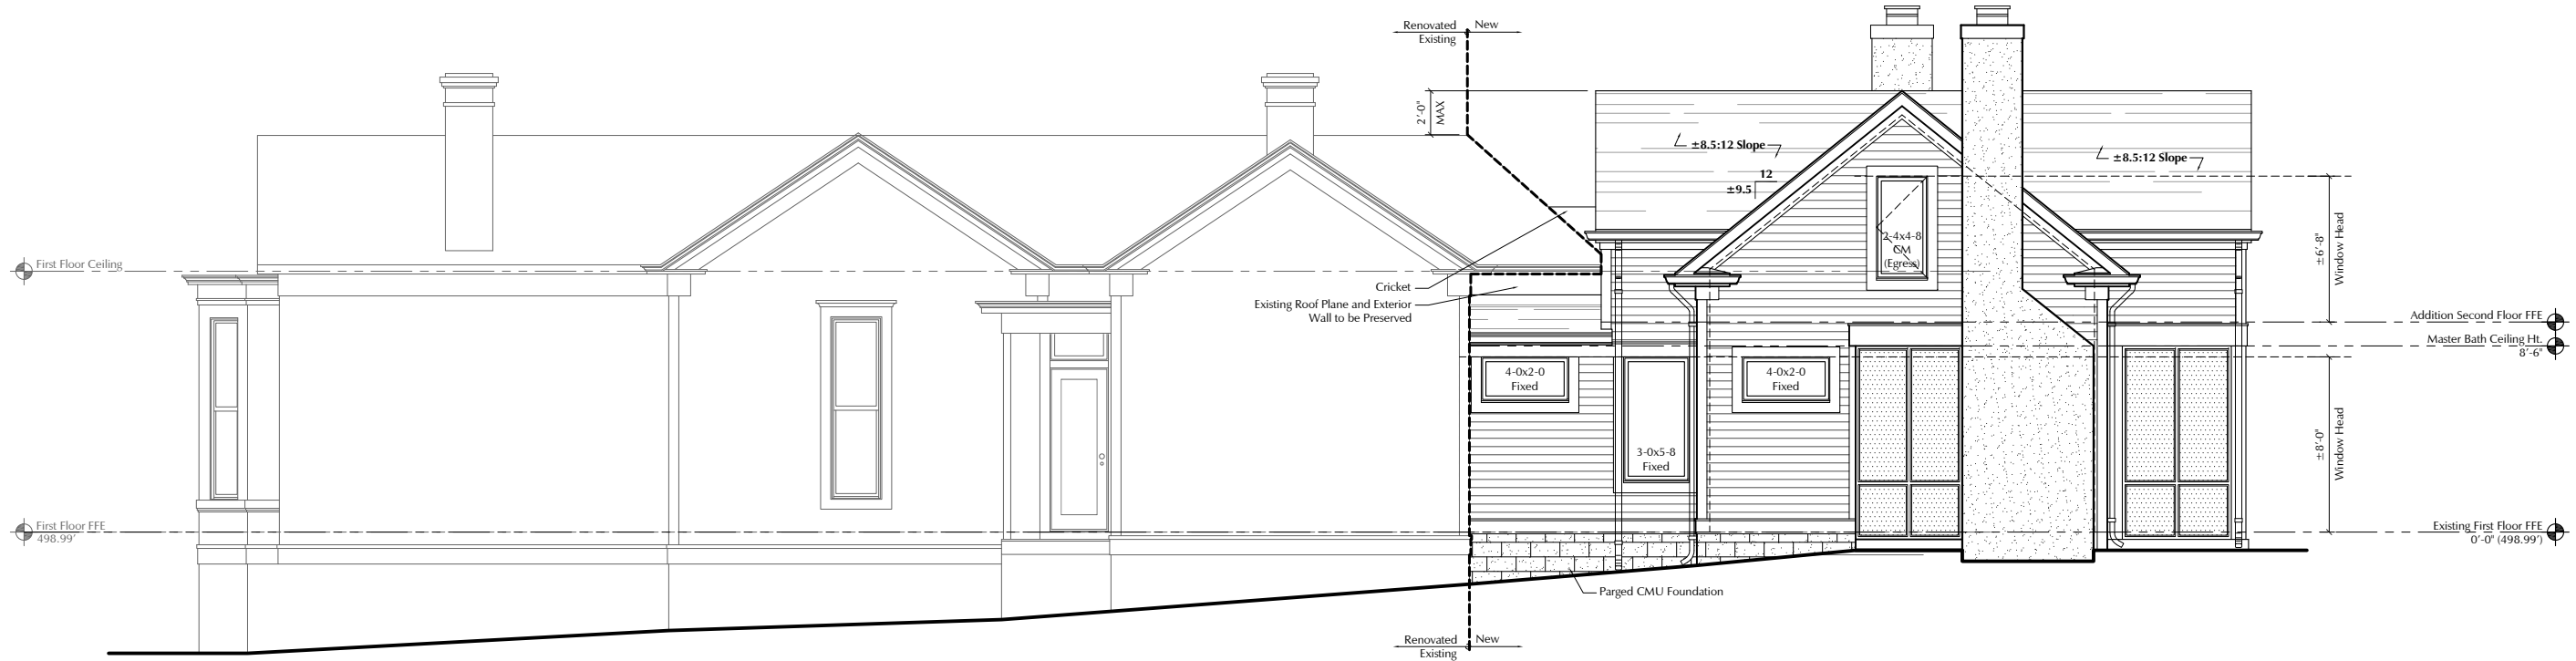 Renovated New
Existing
2'-0"
MAX
±8.5:12 Slope
12
±9.5
±8.5:12 Slope
2-4x4-8
CM
(Egress)
±6'-8"
Window Head
First Floor Ceiling
Cricket
Existing Roof Plane and Exterior
Wall to be Preserved
Addition Second Floor FFE
Master Bath Ceiling Ht.
8'-6"
4-0x2-0
Fixed
4-0x2-0
Fixed
3-0x5-8
Fixed
±8'-0"
Window Head
First Floor FFE
498.99'
Existing First Floor FFE
0'-0" (498.99')
Parged CMU Foundation
Renovated New
Existing